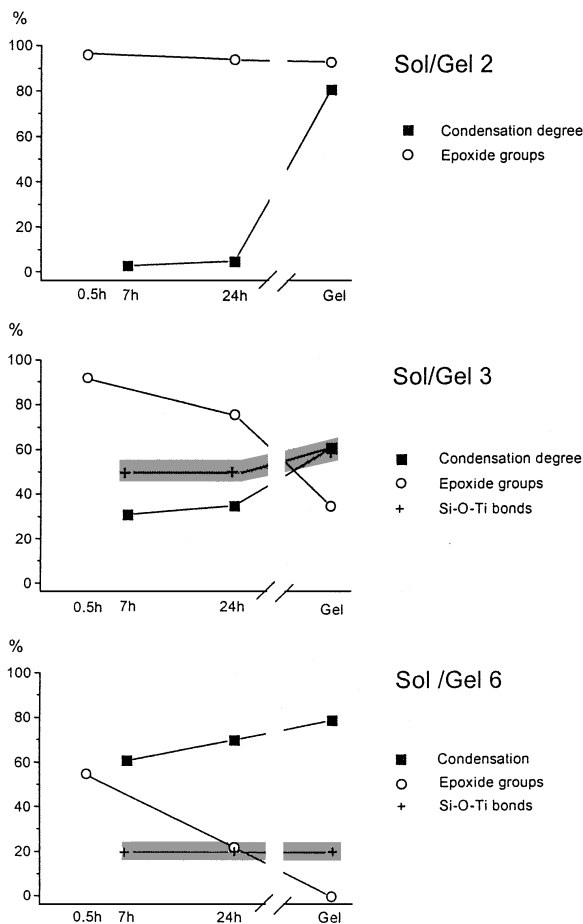 %
100
80
60
40
20
0
0.5h 7h 24h Gel
Sol/Gel 2
Condensation degree
Epoxide groups
%
100
80
60
40
20
0
0.5h 7h 24h Gel
Sol/Gel 3
Condensation degree
Epoxide groups
Si-O-Ti bonds
%
100
80
60
40
20
0
0.5h 7h 24h Gel
Sol /Gel 6
Condensation
Epoxide groups
Si-O-Ti bonds